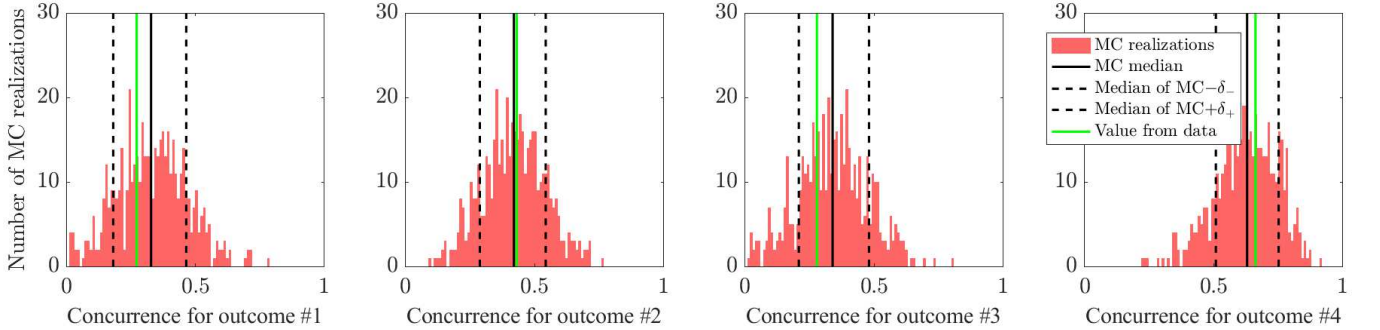 Number of MC realizations
30
20
10
0
0
0.5
1
Concurrence for outcome #1
30
20
10
0
0
0.5
1
Concurrence for outcome #2
30
20
10
0
0
0.5
1
Concurrence for outcome #3
30
10
0
0
0.5
1
Concurrence for outcome #4
MC realizations
MC median
Median of MC−δ₋
Median of MC+δ₊
Value from data